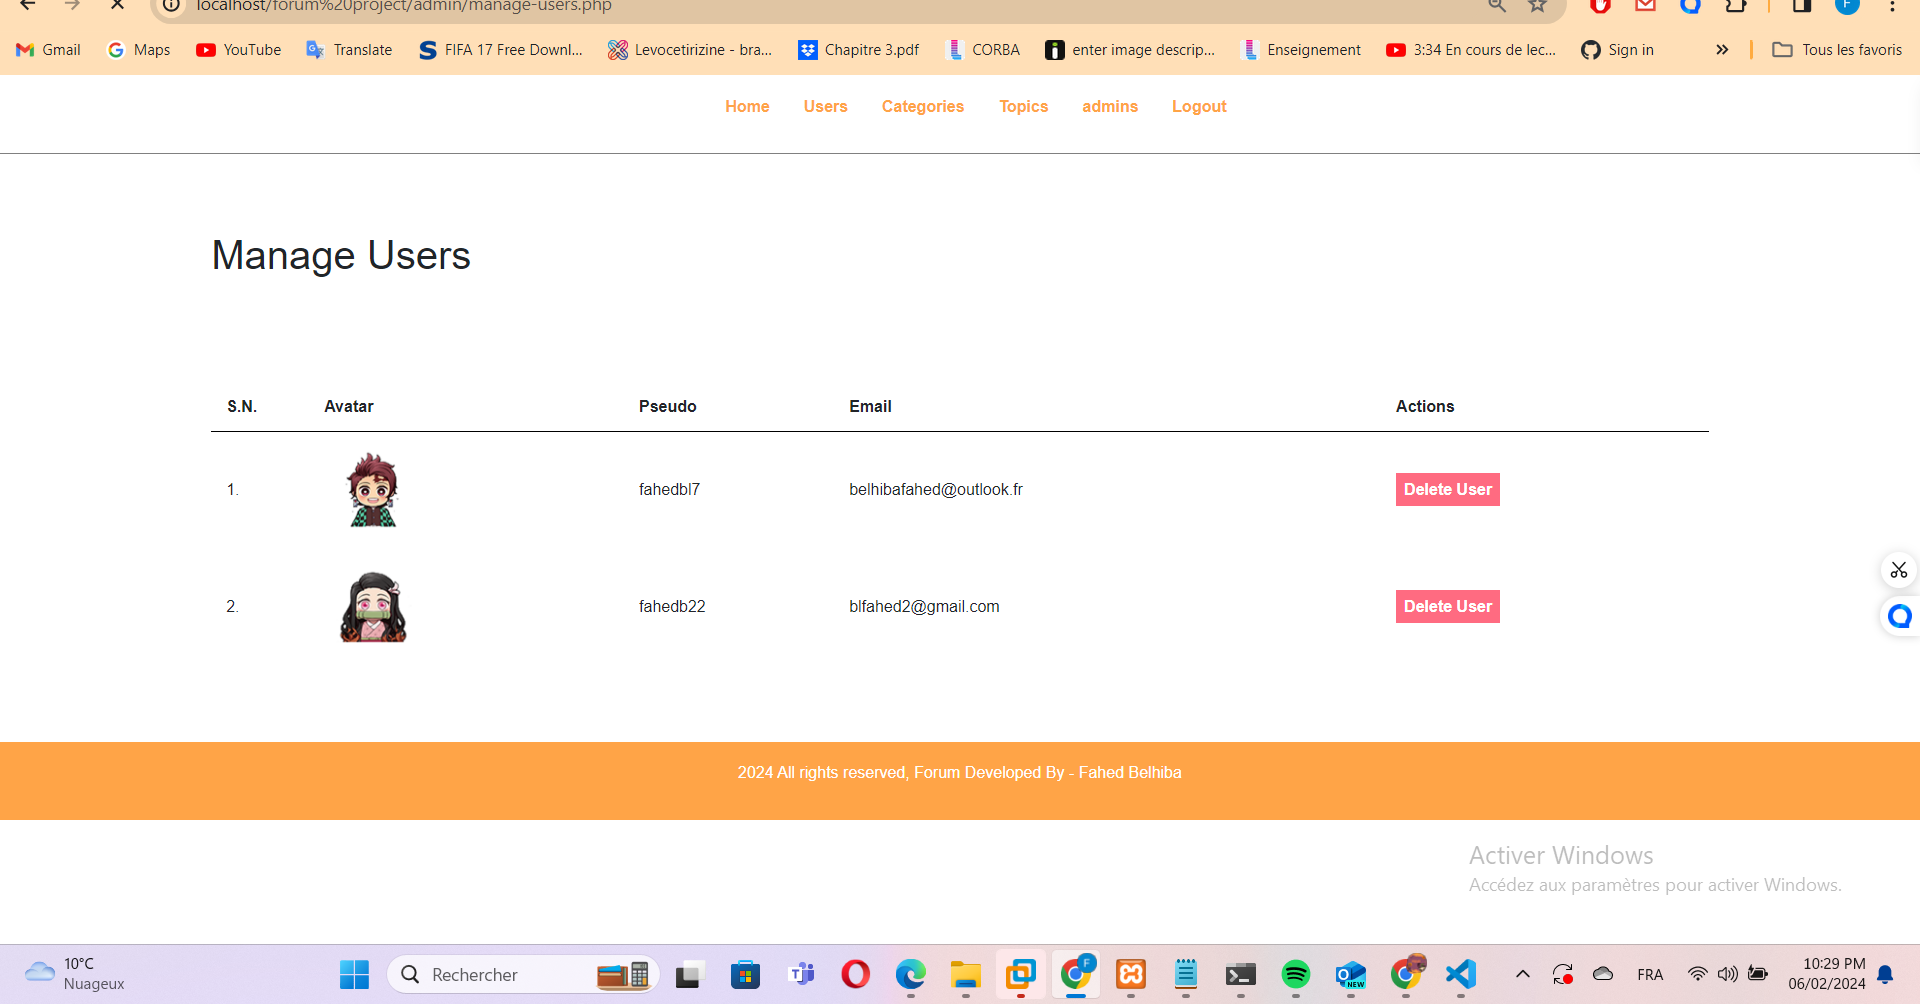 localhost/forum%20project/admin/manage-users.php
F
Gmail Maps YouTube Translate FIFA 17 Free Downl... Levocetirizine - bra... Chapitre 3.pdf CORBA enter image descrip... Enseignement 3:34 En cours de lec... Sign in » Tous les favoris
Home Users Categories Topics admins Logout
Manage Users
S.N. Avatar Pseudo Email Actions
1. fahedbl7 belhibafahed@outlook.fr Delete User
2. fahedb22 blfahed2@gmail.com Delete User
2024 All rights reserved, Forum Developed By - Fahed Belhiba
Activer Windows
Accédez aux paramètres pour activer Windows.
10°C
Nuageux
Rechercher
F
NEW
FRA
10:29 PM
06/02/2024